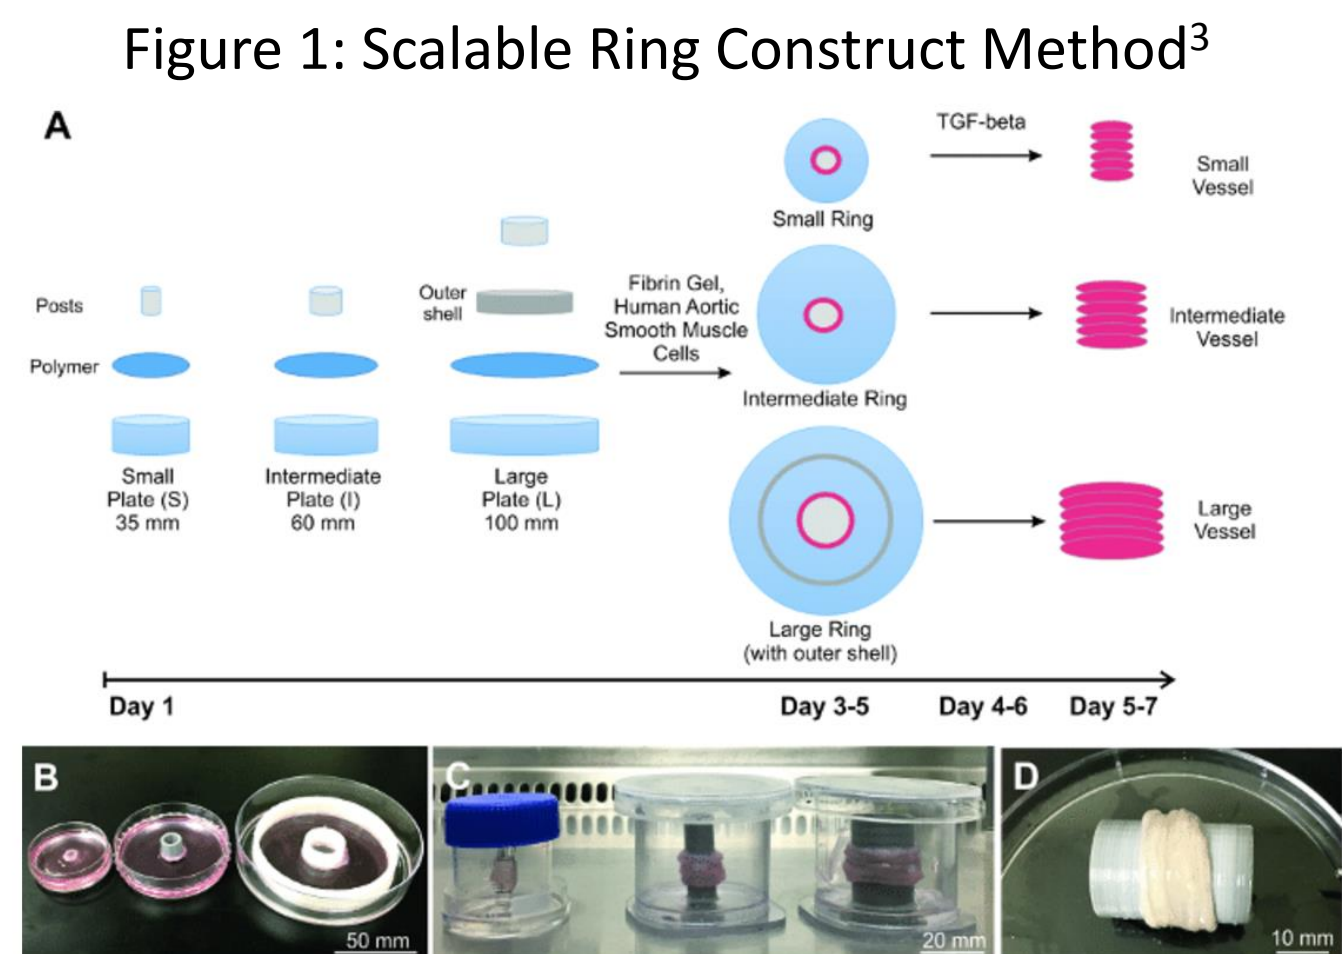 Figure 1: Scalable Ring Construct Method3
A
TGF-beta
Small
Vessel
Small Ring
Posts
Outer
shell
Fibrin Gel,
Human Aortic
Smooth Muscle
Cells
Intermediate
Vessel
Polymer
Intermediate Ring
Small
Plate (S)
35 mm
Intermediate
Plate (I)
60 mm
Large
Plate (L)
100 mm
Large
Vessel
Large Ring
(with outer shell)
Day 1
Day 3-5
Day 4-6
Day 5-7
B
50 mm
C
20 mm
D
10 mm